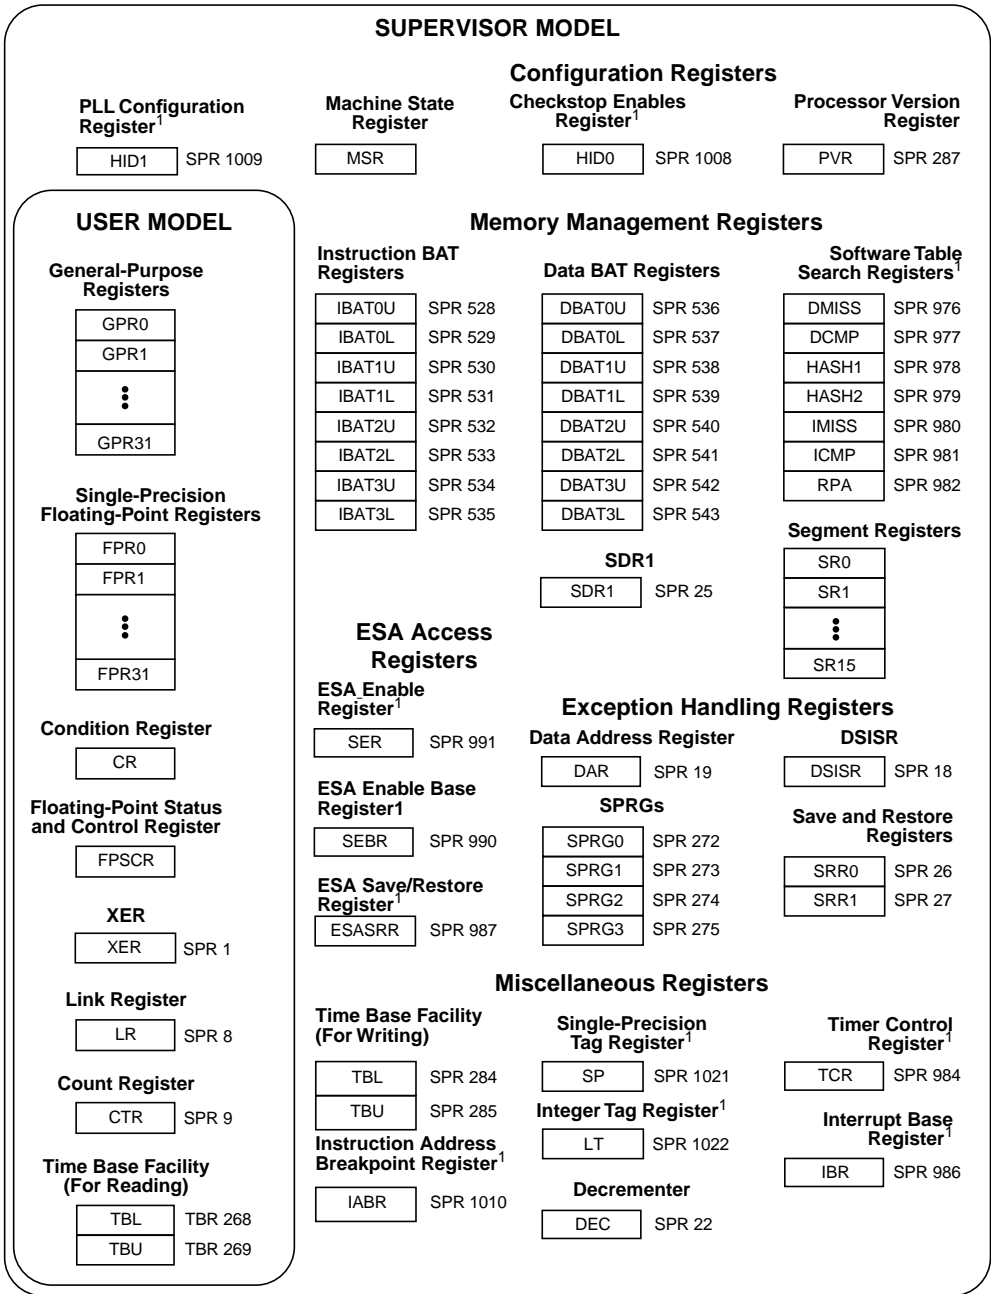 SUPERVISOR MODEL
Configuration Registers
PLL Configuration
Register1
HID1 SPR 1009
Machine State
Register
MSR
Checkstop Enables
Register1
HID0 SPR 1008
Processor Version
Register
PVR SPR 287
USER MODEL
General-Purpose
Registers
GPR0
GPR1
GPR31
Single-Precision
Floating-Point Registers
FPR0
FPR1
FPR31
Condition Register
CR
Floating-Point Status
and Control Register
FPSCR
XER
XER SPR 1
Link Register
LR SPR 8
Count Register
CTR SPR 9
Time Base Facility
(For Reading)
TBL TBR 268
TBU TBR 269
Memory Management Registers
Instruction BAT
Registers
IBAT0U SPR 528
IBAT0L SPR 529
IBAT1U SPR 530
IBAT1L SPR 531
IBAT2U SPR 532
IBAT2L SPR 533
IBAT3U SPR 534
IBAT3L SPR 535
Data BAT Registers
DBAT0U SPR 536
DBAT0L SPR 537
DBAT1U SPR 538
DBAT1L SPR 539
DBAT2U SPR 540
DBAT2L SPR 541
DBAT3U SPR 542
DBAT3L SPR 543
Software Table
Search Registers1
DMISS SPR 976
DCMP SPR 977
HASH1 SPR 978
HASH2 SPR 979
IMISS SPR 980
ICMP SPR 981
RPA SPR 982
SDR1
SDR1 SPR 25
Segment Registers
SR0
SR1
SR15
ESA Access
Registers
ESA Enable
Register1
SER SPR 991
ESA Enable Base
Register1
SEBR SPR 990
ESA Save/Restore
Register1
ESASRR SPR 987
Exception Handling Registers
Data Address Register
DAR SPR 19
DSISR
DSISR SPR 18
SPRGs
SPRG0 SPR 272
SPRG1 SPR 273
SPRG2 SPR 274
SPRG3 SPR 275
Save and Restore
Registers
SRR0 SPR 26
SRR1 SPR 27
Miscellaneous Registers
Time Base Facility
(For Writing)
TBL SPR 284
TBU SPR 285
Instruction Address
Breakpoint Register1
IABR SPR 1010
Single-Precision
Tag Register1
SP SPR 1021
Integer Tag Register1
LT SPR 1022
Decrementer
DEC SPR 22
Timer Control
Register1
TCR SPR 984
Interrupt Base
Register1
IBR SPR 986